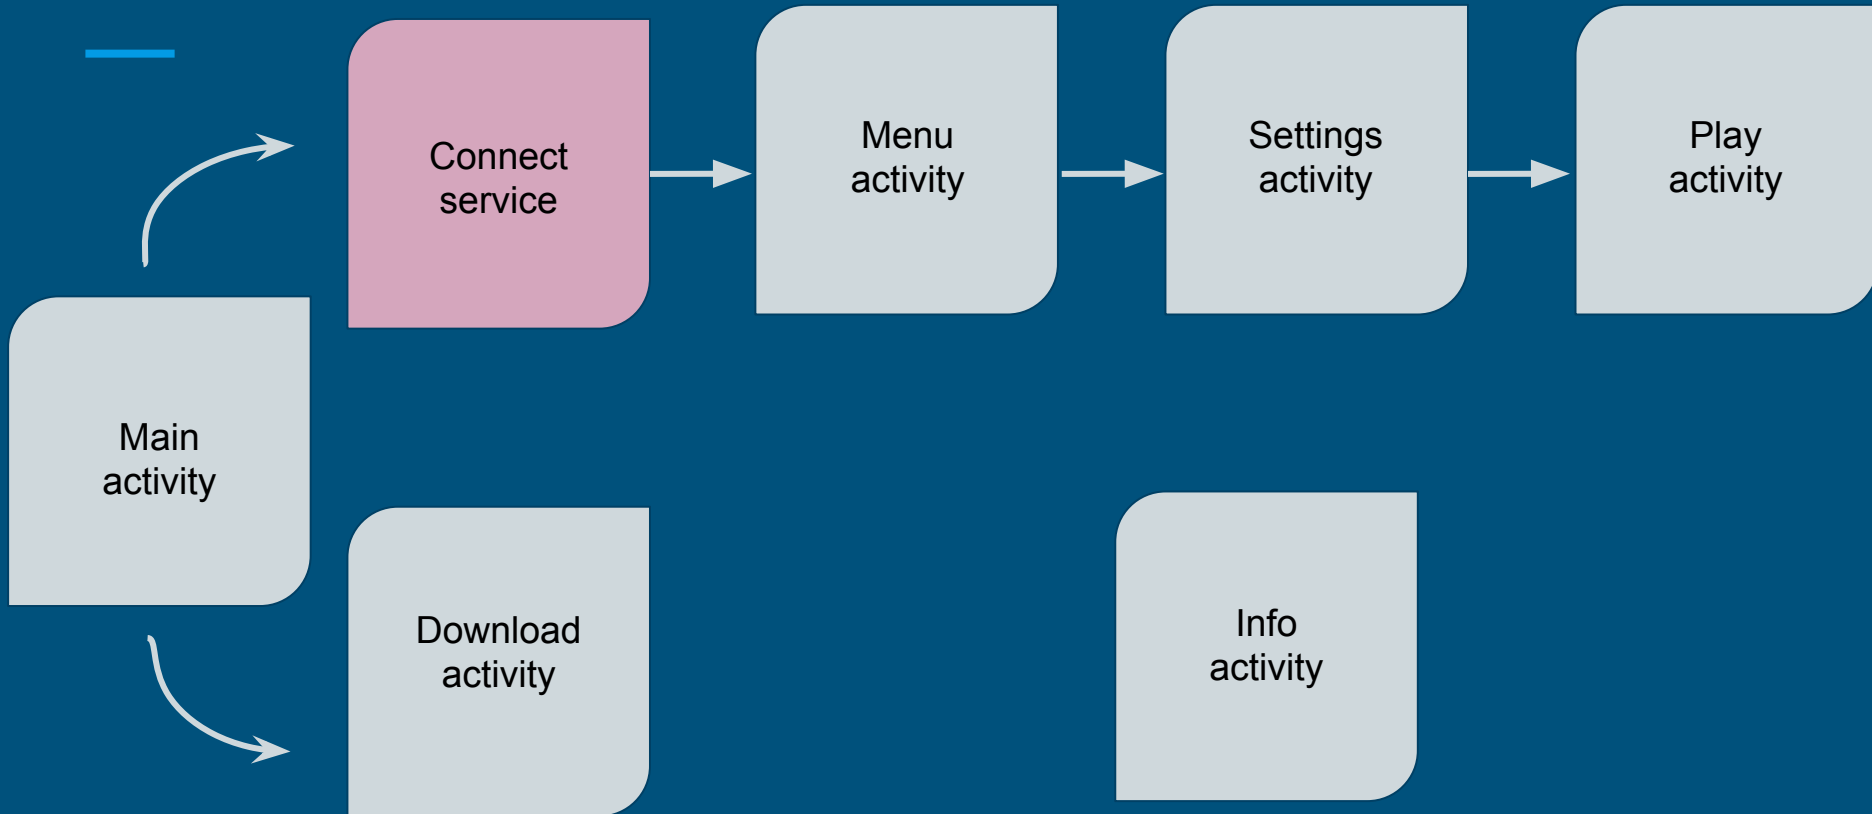 Connect
service
Menu
activity
Settings
activity
Play
activity
Main
activity
Download
activity
Info
activity